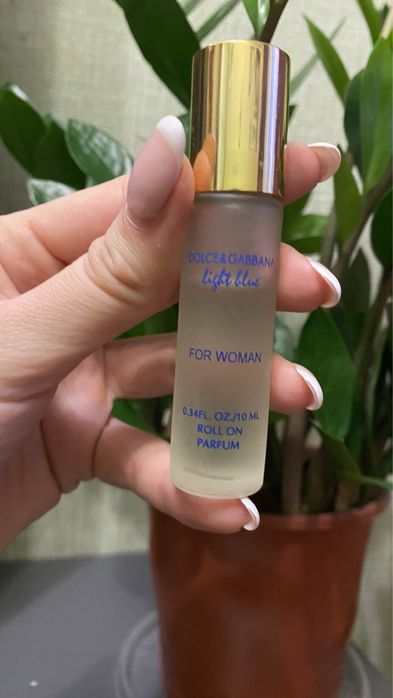 DOLCE&GABBANA
light blue
FOR WOMAN
0.34FL. OZ./10 ML
ROLL ON
PARFUM